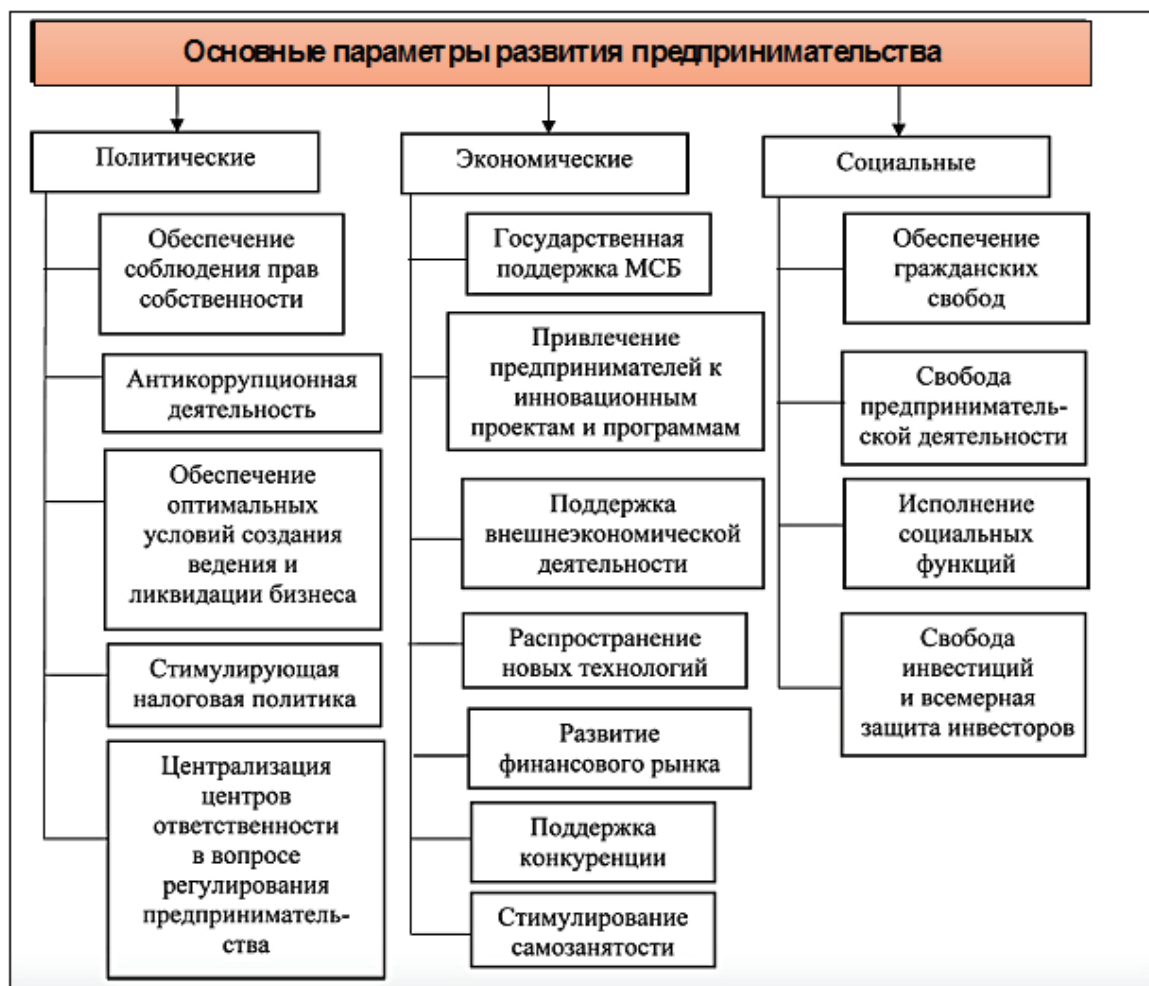 Основные параметры развития предпринимательства
Политические
Обеспечение
соблюдения прав
собственности
Антикоррупционная
деятельность
Обеспечение
оптимальных
условий создания
ведения и
ликвидации бизнеса
Стимулирующая
налоговая политика
Централизация
центров
ответственности
в вопросе
регулирования
предприниматель-
ства
Экономические
Государственная
поддержка МСБ
Привлечение
предпринимателей к
инновационным
проектам и программам
Поддержка
внешнеэкономической
деятельности
Распространение
новых технологий
Развитие
финансового рынка
Поддержка
конкуренции
Стимулирование
самозанятости
Социальные
Обеспечение
гражданских
свобод
Свобода
предприниматель-
ской деятельности
Исполнение
социальных
функций
Свобода
инвестиций
и всемерная
защита инвесторов